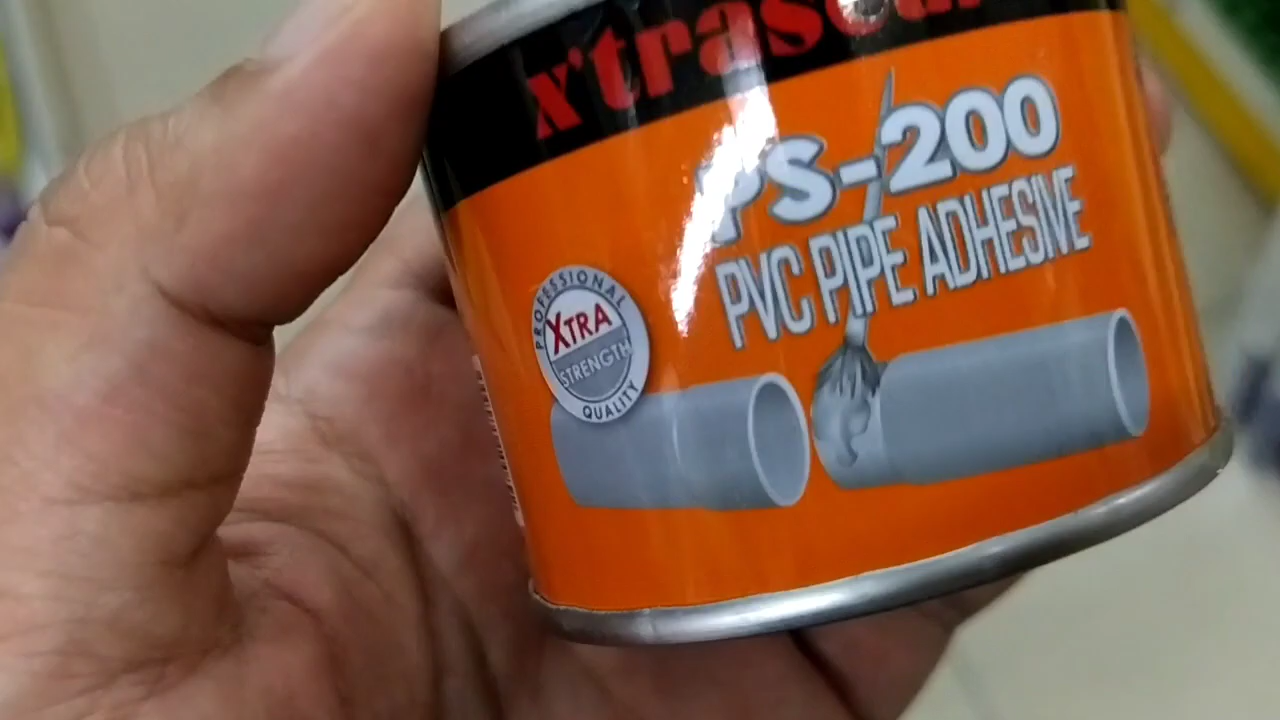 PS-200
PVC PIPE ADHESIVE
PROFESSIONAL
XTRA
STRENGTH
QUALITY